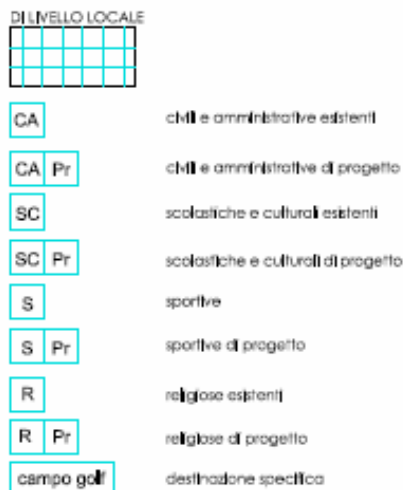 DI LIVELLO LOCALE
CA civili e amministrative esistenti
CA Pr civili e amministrative di progetto
SC scolastiche e culturali esistenti
SC Pr scolastiche e culturali di progetto
S sportive
S Pr sportive di progetto
R religiose esistenti
R Pr religiose di progetto
campo golf destinazione specifica